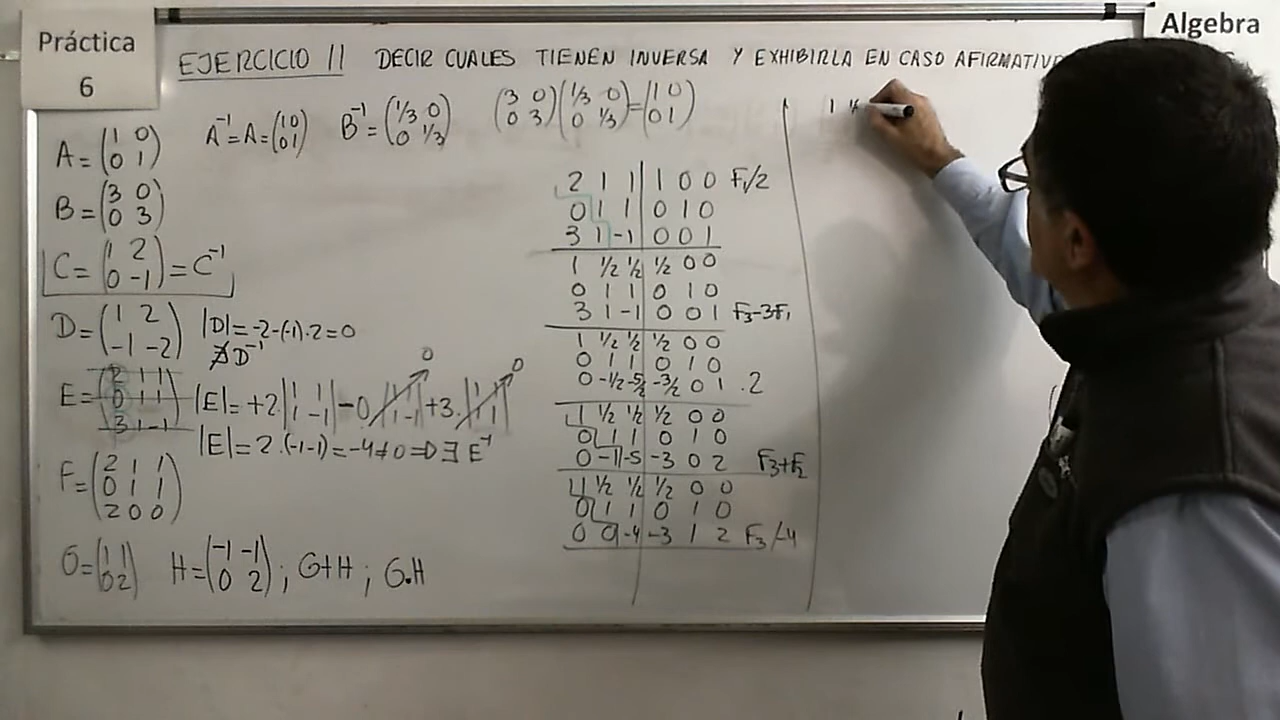 Práctica
6
Algebra
EJERCICIO 11 DECIR CUALES TIENEN INVERSA Y EXHIBIRLA EN CASO AFIRMATIVO
A = (1 0
0 1)
A⁻¹ = A = (1 0
0 1)
B⁻¹ = (1/3 0
0 1/3)
(3 0
0 3) (1/3 0
0 1/3) = (1 0
0 1)
B = (3 0
0 3)
C = (1 2
0 -1) = C⁻¹
D = (1 2
-1 -2)
|D| = -2-(-1)·2 = 0
∄ D⁻¹
E = (2 1 1
0 1 1
3 1 -1)
|E| = +2·|1 1
1 -1| - 0 |1 1
1 -1| + 3·|1 1
1 1|
0
0
|E| = 2·(-1-1) = -4 ≠ 0 ⇒ ∃ E⁻¹
F = (2 1 1
0 1 1
2 0 0)
G = (1 1
0 2)
H = (-1 -1
0 2) ; G+H ; G·H
2 1 1 | 1 0 0 F₁/2
0 1 1 | 0 1 0
3 1 -1 | 0 0 1
1 1/2 1/2 | 1/2 0 0
0 1 1 | 0 1 0
3 1 -1 | 0 0 1 F₃-3F₁
1 1/2 1/2 | 1/2 0 0
0 1 1 | 0 1 0
0 -1/2 -5/2 | -3/2 0 1 .2
1 1/2 1/2 | 1/2 0 0
0 1 1 | 0 1 0
0 -1 -5 | -3 0 2 F₃+F₂
1 1/2 1/2 | 1/2 0 0
0 1 1 | 0 1 0
0 0 -4 | -3 1 2 F₃/-4
1